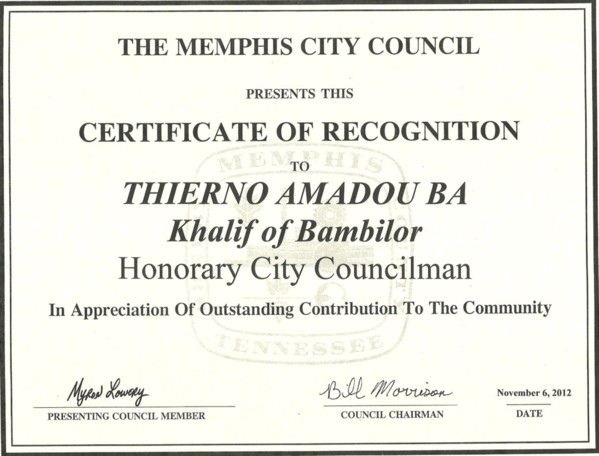 THE MEMPHIS CITY COUNCIL
PRESENTS THIS
CERTIFICATE OF RECOGNITION
TO
MEMPHIS
THIERNO AMADOU BA
Khalif of Bambilor
Honorary City Councilman
In Appreciation Of Outstanding Contribution To The Community
TENNESSEE
Myron Lowery
Bill Morrison
November 6, 2012
PRESENTING COUNCIL MEMBER
COUNCIL CHAIRMAN
DATE